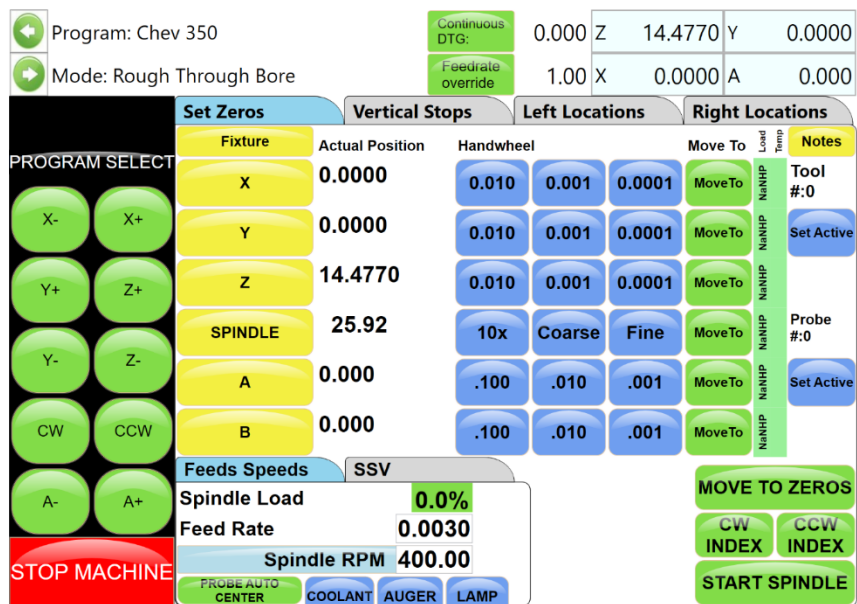 Program: Chev 350
Continuous DTG: 0.000 Z 14.4770 Y 0.0000
Mode: Rough Through Bore
Feedrate override 1.00 X 0.0000 A 0.000
Set Zeros Vertical Stops Left Locations Right Locations
PROGRAM SELECT
Fixture Actual Position Handwheel Move To Load Temp Notes
X 0.0000 0.010 0.001 0.0001 MoveTo NaNHP Tool #:0
Y 0.0000 0.010 0.001 0.0001 MoveTo NaNHP Set Active
Z 14.4770 0.010 0.001 0.0001 MoveTo NaNHP
SPINDLE 25.92 10x Coarse Fine MoveTo NaNHP Probe #:0
A 0.000 .100 .010 .001 MoveTo NaNHP Set Active
B 0.000 .100 .010 .001 MoveTo NaNHP
X- X+
Y+ Z+
Y- Z-
CW CCW
A- A+
STOP MACHINE
Feeds Speeds SSV
Spindle Load 0.0%
Feed Rate 0.0030
Spindle RPM 400.00
PROBE AUTO CENTER COOLANT AUGER LAMP
MOVE TO ZEROS
CW INDEX CCW INDEX
START SPINDLE